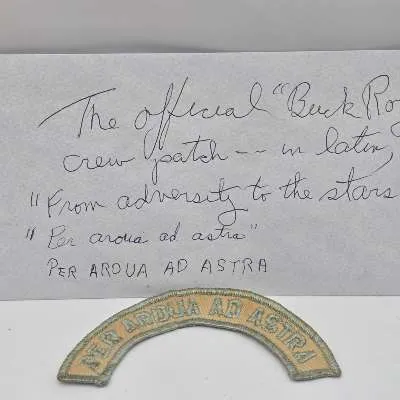 The official "Buck Ro
crew patch -- in latin,
"From adversity to the stars
"Per aroua ad astra"
PER AROUA AD ASTRA
PER ARDUA AD ASTRA